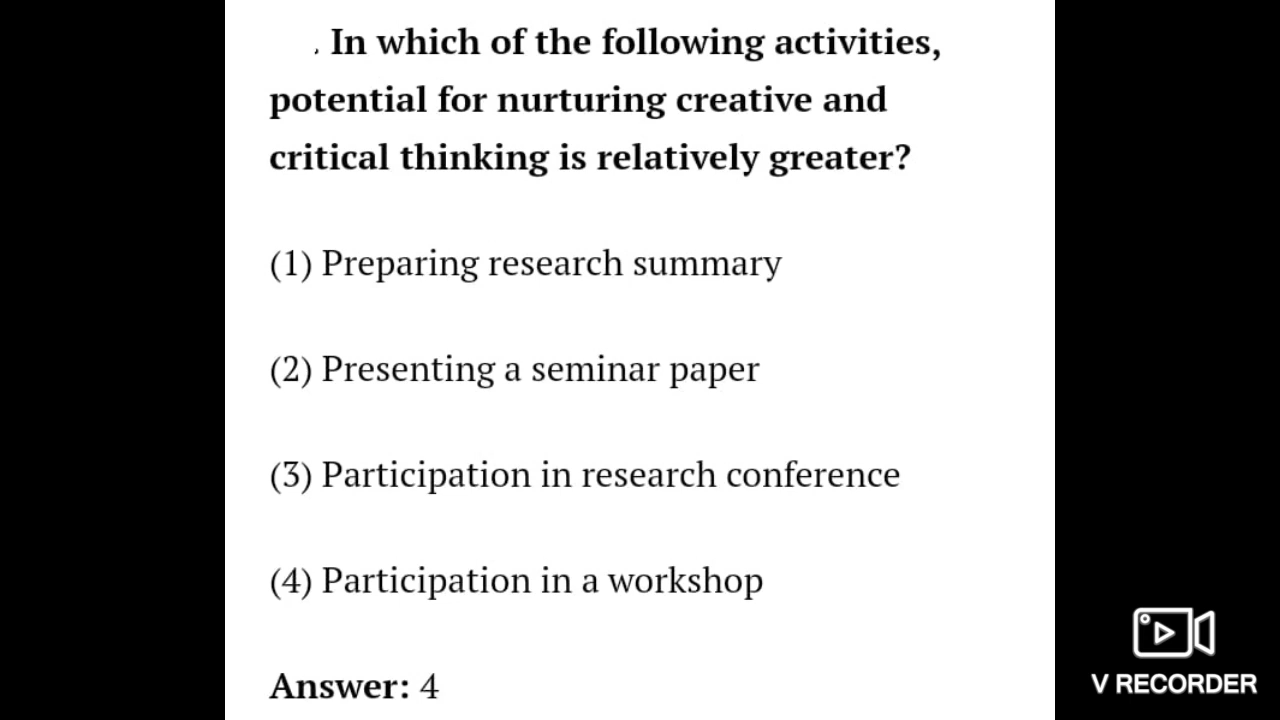 . In which of the following activities,
potential for nurturing creative and
critical thinking is relatively greater?
(1) Preparing research summary
(2) Presenting a seminar paper
(3) Participation in research conference
(4) Participation in a workshop
Answer: 4
V RECORDER